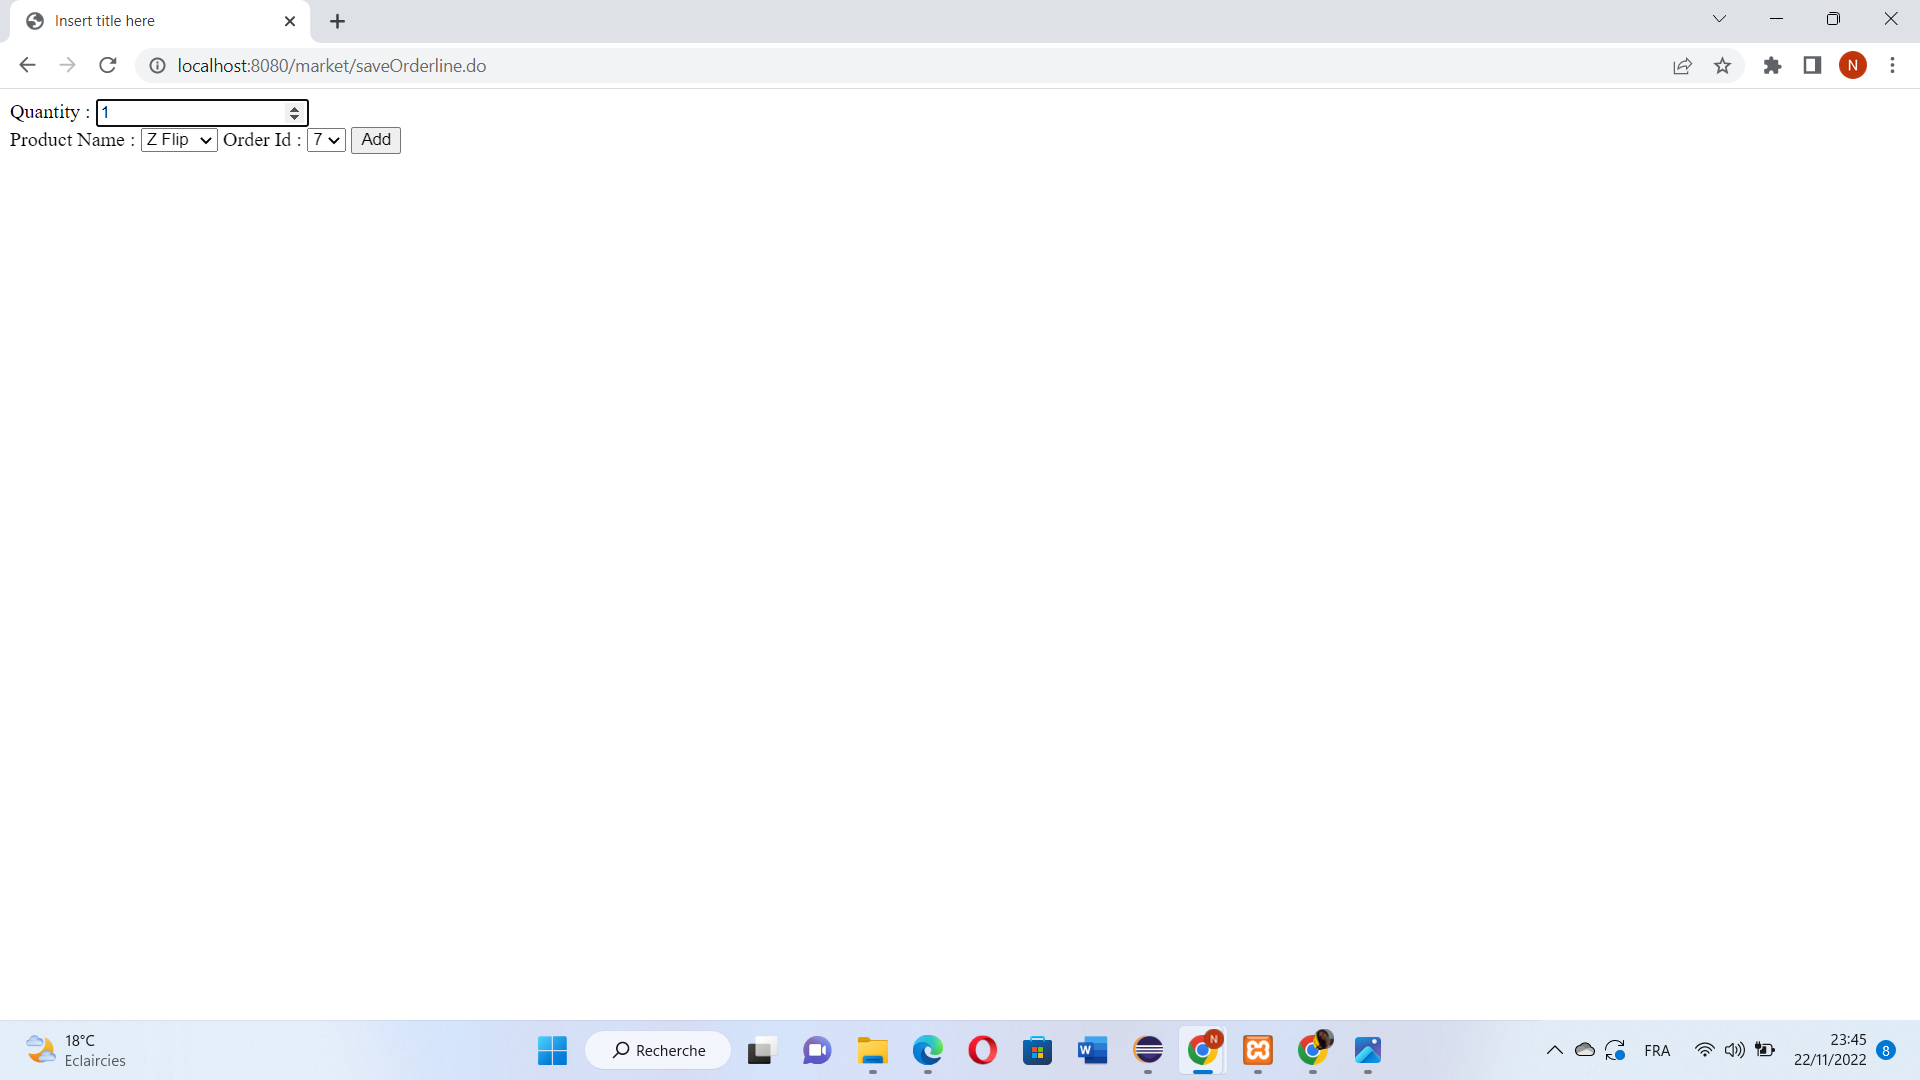 Insert title here
localhost:8080/market/saveOrderline.do
N
Quantity : 1
Product Name : Z Flip Order Id : 7 Add
18°C
Eclaircies
Recherche
W
N
FRA
23:45
22/11/2022
8